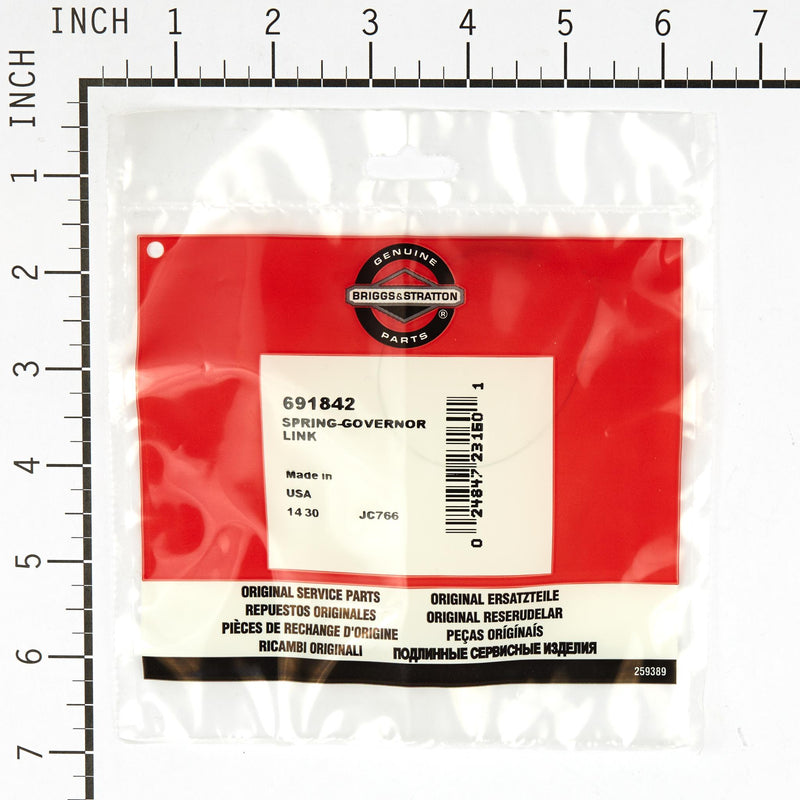 INCH 1 2 3 4 5 6 7
INCH
1
2
3
4
5
6
7
GENUINE
BRIGGS&STRATTON
®
PARTS
691842
SPRING-GOVERNOR
LINK
Made in
USA
14 30 JC766
0 24847 23160 1
ORIGINAL SERVICE PARTS
REPUESTOS ORIGINALES
PIÈCES DE RECHANGE D'ORIGINE
RICAMBI ORIGINALI
ORIGINAL ERSATZTEILE
ORIGINAL RESERUDELAR
PEÇAS ORÍGÍNAÍS
ПОДЛИННЫЕ СЕРВИСНЫЕ ИЗДЕЛИЯ
259389